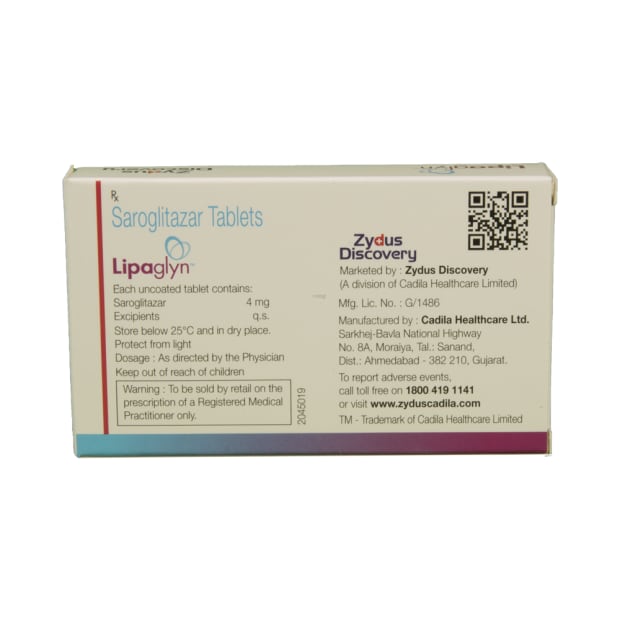 Zydus
Discovery
Lipaglyn
Rx
Saroglitazar Tablets
Lipaglyn™
Each uncoated tablet contains:
Saroglitazar 4 mg
Excipients q.s.
Store below 25°C and in dry place.
Protect from light
Dosage : As directed by the Physician
Keep out of reach of children
Warning : To be sold by retail on the
prescription of a Registered Medical
Practitioner only.
2045019
Zydus
Discovery
Marketed by : Zydus Discovery
(A division of Cadila Healthcare Limited)
Mfg. Lic. No. : G/1486
Manufactured by : Cadila Healthcare Ltd.
Sarkhej-Bavla National Highway
No. 8A, Moraiya, Tal.: Sanand,
Dist.: Ahmedabad - 382 210, Gujarat.
To report adverse events,
call toll free on 1800 419 1141
or visit www.zyduscadila.com
TM - Trademark of Cadila Healthcare Limited